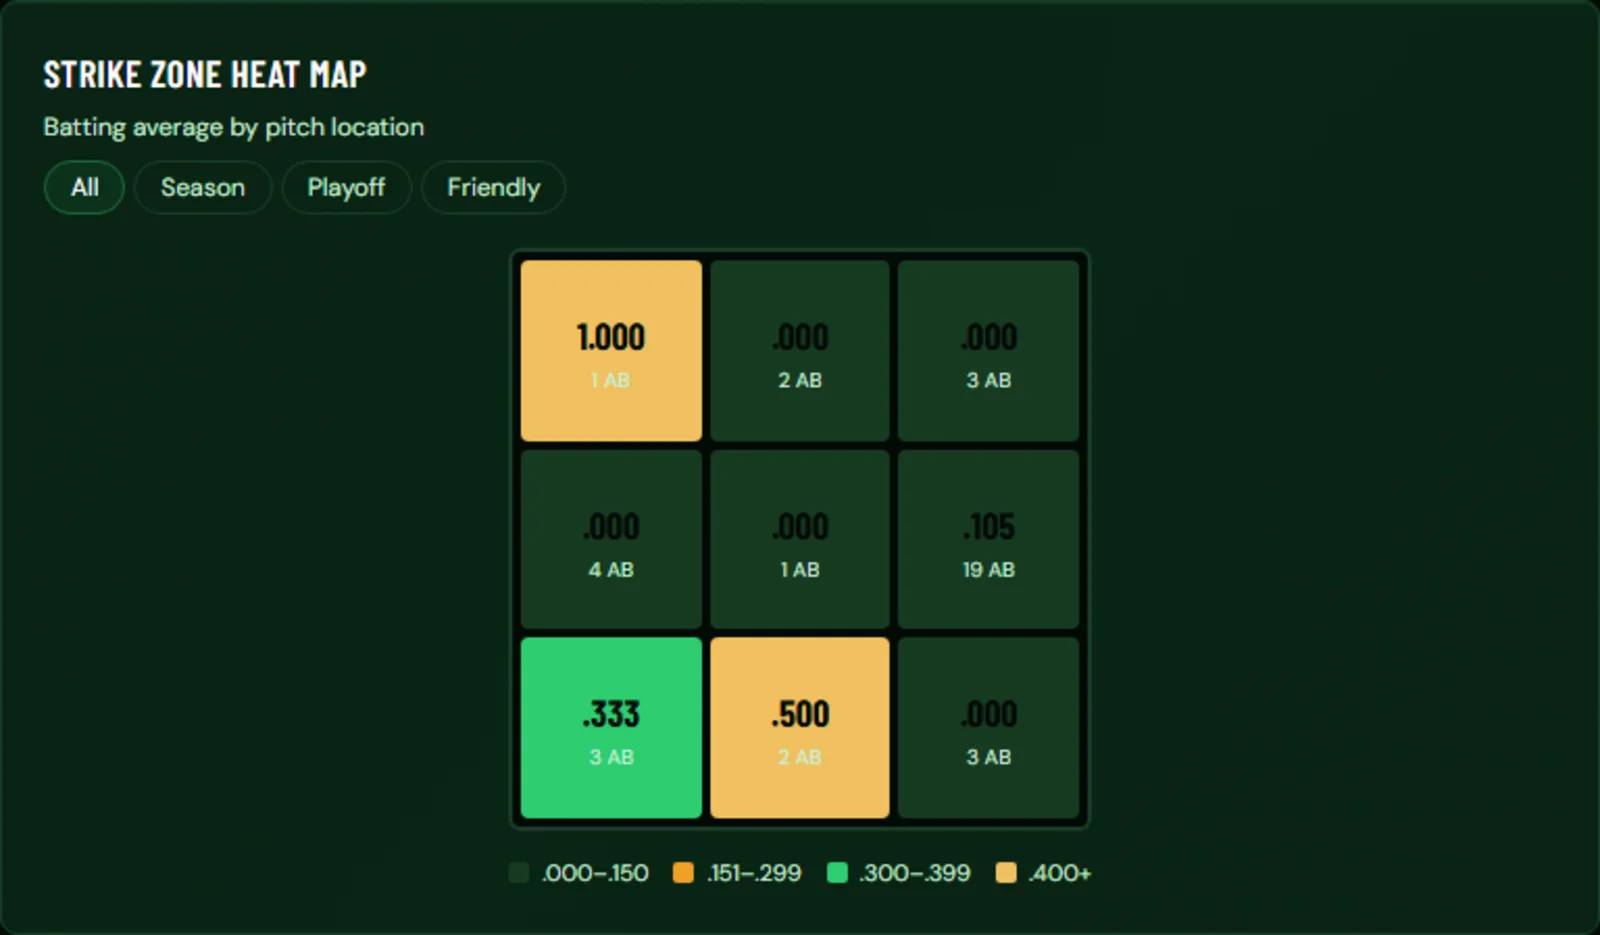 STRIKE ZONE HEAT MAP
Batting average by pitch location
All Season Playoff Friendly
1.000 .000 .000
1 AB 2 AB 3 AB
.000 .000 .105
4 AB 1 AB 19 AB
.333 .500 .000
3 AB 2 AB 3 AB
.000–.150 .151–.299 .300–.399 .400+